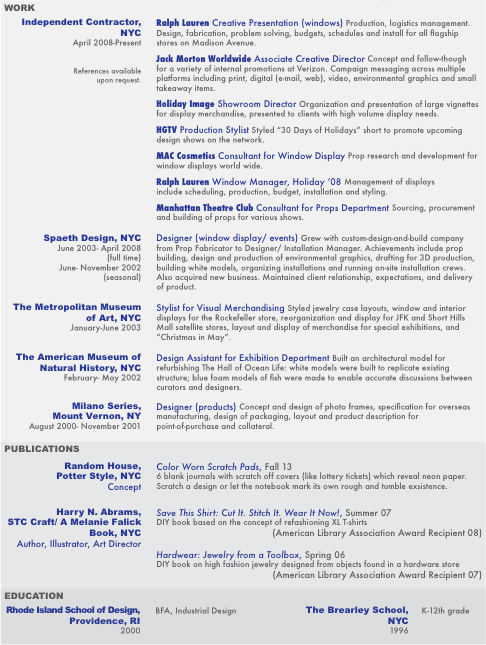 WORK
Independent Contractor,
NYC
April 2008-Present
References available
upon request.
Ralph Lauren Creative Presentation (windows) Production, logistics management.
Design, fabrication, problem solving, budgets, schedules and install for all flagship
stores on Madison Avenue.
Jack Morton Worldwide Associate Creative Director Concept and follow-though
for a variety of internal promotions at Verizon. Campaign messaging across multiple
platforms including print, digital (e-mail, web), video, environmental graphics and small
takeaway items.
Holiday Image Showroom Director Organization and presentation of large vignettes
for display merchandise, presented to clients with high volume display needs.
HGTV Production Stylist Styled “30 Days of Holidays” short to promote upcoming
design shows on the network.
MAC Cosmetics Consultant for Window Display Prop research and development for
window displays world wide.
Ralph Lauren Window Manager, Holiday ‘08 Management of displays
include scheduling, production, budget, installation and styling.
Manhattan Theatre Club Consultant for Props Department Sourcing, procurement
and building of props for various shows.
Spaeth Design, NYC
June 2003- April 2008
(full time)
June- November 2002
(seasonal)
Designer (window display/ events) Grew with custom-design-and-build company
from Prop Fabricator to Designer/ Installation Manager. Achievements include prop
building, design and production of environmental graphics, drafting for 3D production,
building white models, organizing installations and running on-site installation crews.
Also acquired new business. Maintained client relationship, expectations, and delivery
of product.
The Metropolitan Museum
of Art, NYC
January-June 2003
Stylist for Visual Merchandising Styled jewelry case layouts, window and interior
displays for the Rockefeller store, reorganization and display for JFK and Short Hills
Mall satellite stores, layout and display of merchandise for special exhibitions, and
“Christmas in May”.
The American Museum of
Natural History, NYC
February- May 2002
Design Assistant for Exhibition Department Built an architectural model for
refurbishing The Hall of Ocean Life: white models were built to replicate existing
structure; blue foam models of fish were made to enable accurate discussions between
curators and designers.
Milano Series,
Mount Vernon, NY
August 2000- November 2001
Designer (products) Concept and design of photo frames, specification for overseas
manufacturing, design of packaging, layout and product description for
point-of-purchase and collateral.
PUBLICATIONS
Random House,
Potter Style, NYC
Concept
Color Worn Scratch Pads, Fall 13
6 blank journals with scratch off covers (like lottery tickets) which reveal neon paper.
Scratch a design or let the notebook mark its own rough and tumble exsistence.
Harry N. Abrams,
STC Craft/ A Melanie Falick
Book, NYC
Author, Illustrator, Art Director
Save This Shirt: Cut It. Stitch It. Wear It Now!, Summer 07
DIY book based on the concept of refashioning XL T-shirts
(American Library Association Award Recipient 08)
Hardwear: Jewelry from a Toolbox, Spring 06
DIY book on high fashion jewelry designed from objects found in a hardware store
(American Library Association Award Recipient 07)
EDUCATION
Rhode Island School of Design,
Providence, RI
2000
BFA, Industrial Design
The Brearley School,
NYC
1996
K-12th grade